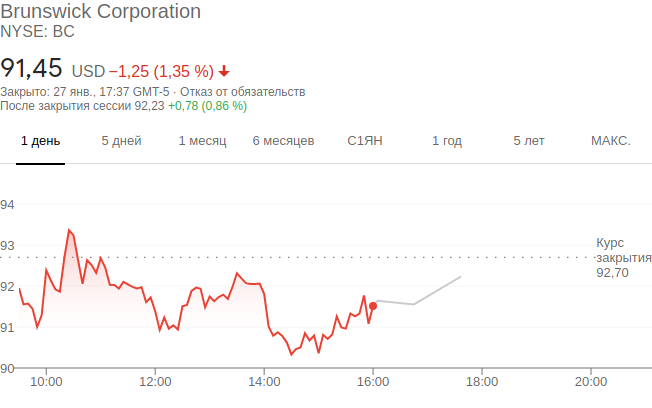 Brunswick Corporation
NYSE: BC
91,45 USD −1,25 (1,35 %)
Закрыто: 27 янв., 17:37 GMT-5 · Отказ от обязательств
После закрытия сессии 92,23 +0,78 (0,86 %)
1 день 5 дней 1 месяц 6 месяцев С1ЯН 1 год 5 лет МАКС.
94
93
Курс
закрытия
92,70
92
91
90
10:00 12:00 14:00 16:00 18:00 20:00